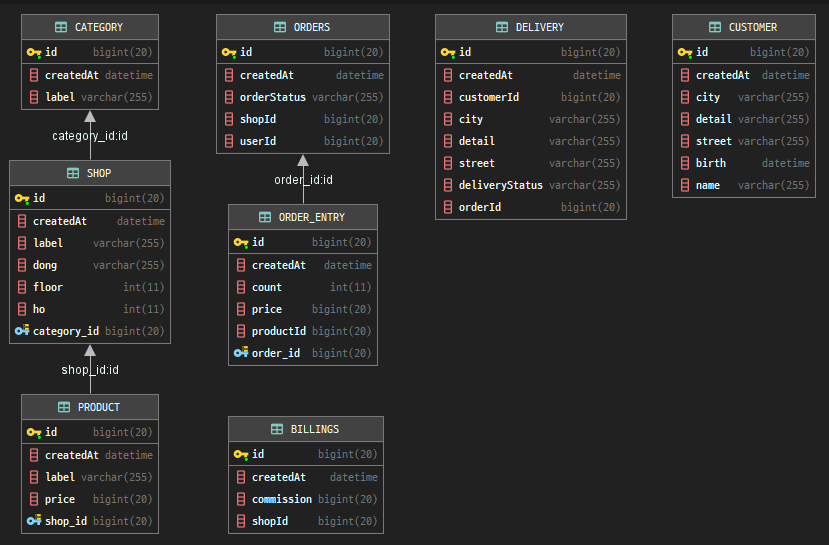 CATEGORY
id bigint(20)
createdAt datetime
label varchar(255)
category_id:id
SHOP
id bigint(20)
createdAt datetime
label varchar(255)
dong varchar(255)
floor int(11)
ho int(11)
category_id bigint(20)
shop_id:id
PRODUCT
id bigint(20)
createdAt datetime
label varchar(255)
price bigint(20)
shop_id bigint(20)
ORDERS
id bigint(20)
createdAt datetime
orderStatus varchar(255)
shopId bigint(20)
userId bigint(20)
order_id:id
ORDER_ENTRY
id bigint(20)
createdAt datetime
count int(11)
price bigint(20)
productId bigint(20)
order_id bigint(20)
BILLINGS
id bigint(20)
createdAt datetime
commission bigint(20)
shopId bigint(20)
DELIVERY
id bigint(20)
createdAt datetime
customerId bigint(20)
city varchar(255)
detail varchar(255)
street varchar(255)
deliveryStatus varchar(255)
orderId bigint(20)
CUSTOMER
id bigint(20)
createdAt datetime
city varchar(255)
detail varchar(255)
street varchar(255)
birth datetime
name varchar(255)